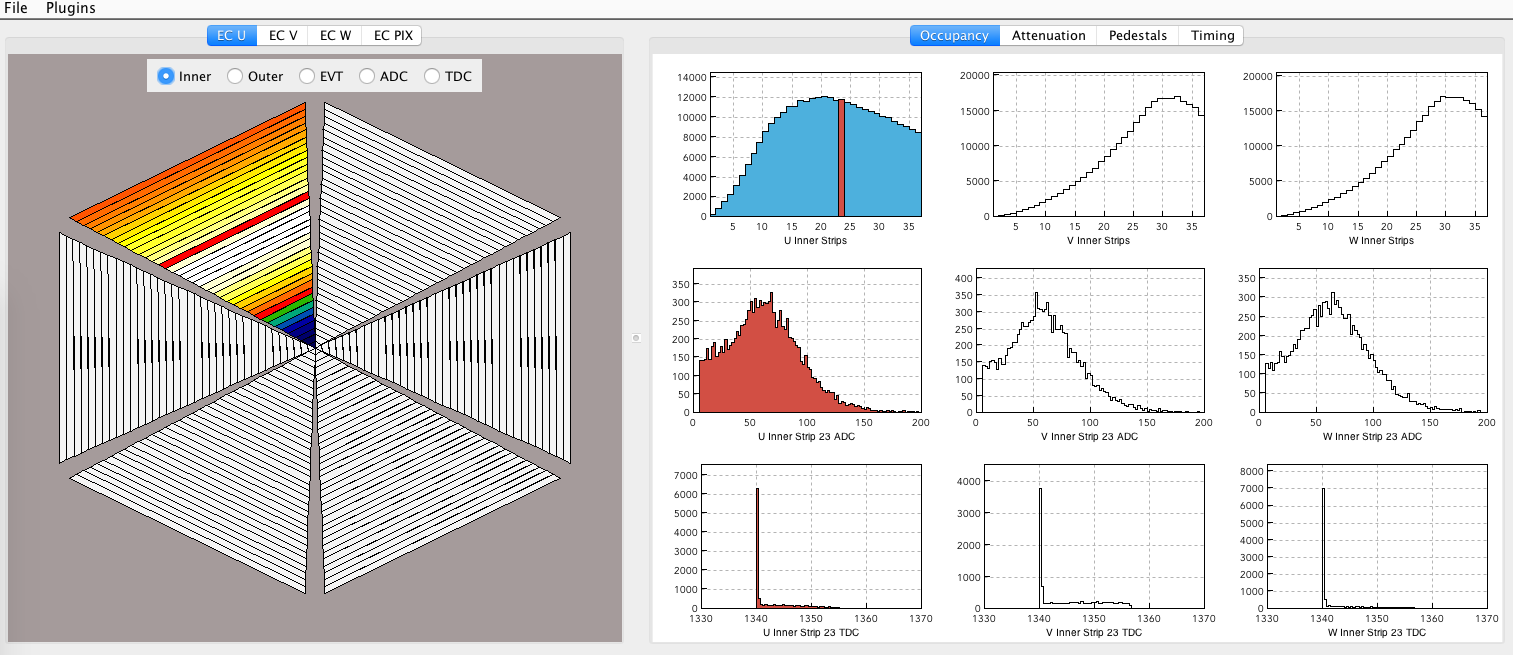 File Plugins
EC U EC V EC W EC PIX
Occupancy Attenuation Pedestals Timing
Inner Outer EVT ADC TDC
14000
12000
10000
8000
6000
4000
2000
0
5 10 15 20 25 30 35
U Inner Strips
20000
15000
10000
5000
0
5 10 15 20 25 30 35
V Inner Strips
20000
15000
10000
5000
0
5 10 15 20 25 30 35
W Inner Strips
350
300
250
200
150
100
50
0
0 50 100 150 200
U Inner Strip 23 ADC
400
350
300
250
200
150
100
50
0
0 50 100 150 200
V Inner Strip 23 ADC
350
300
250
200
150
100
50
0
0 50 100 150 200
W Inner Strip 23 ADC
7000
6000
5000
4000
3000
2000
1000
0
1330 1340 1350 1360 1370
U Inner Strip 23 TDC
4000
3000
2000
1000
0
1330 1340 1350 1360 1370
V Inner Strip 23 TDC
8000
7000
6000
5000
4000
3000
2000
1000
0
1330 1340 1350 1360 1370
W Inner Strip 23 TDC